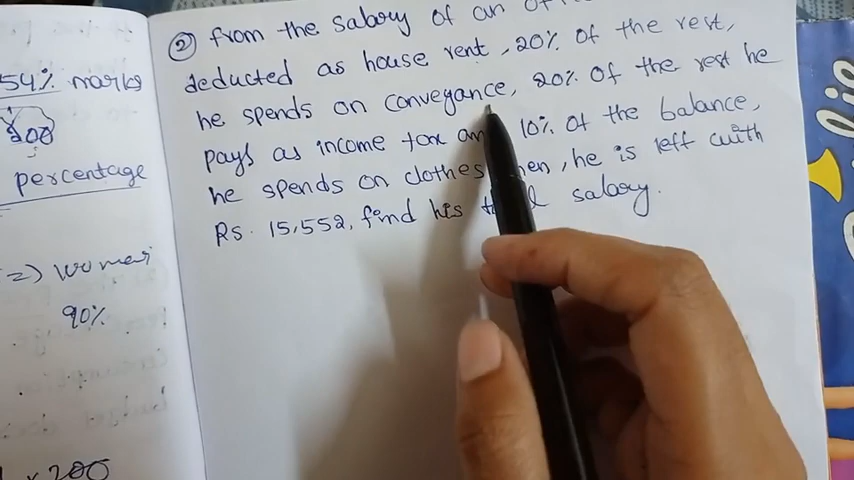 54% marks
200
percentage
women
90%
x 200
② from the salary of an
deducted as house rent, 20% of the rest,
he spends on conveyance, 20% of the rest he
pays as income tax an 10% of the balance,
he spends on clothes hen, he is left with
Rs. 15,552, find his salary.